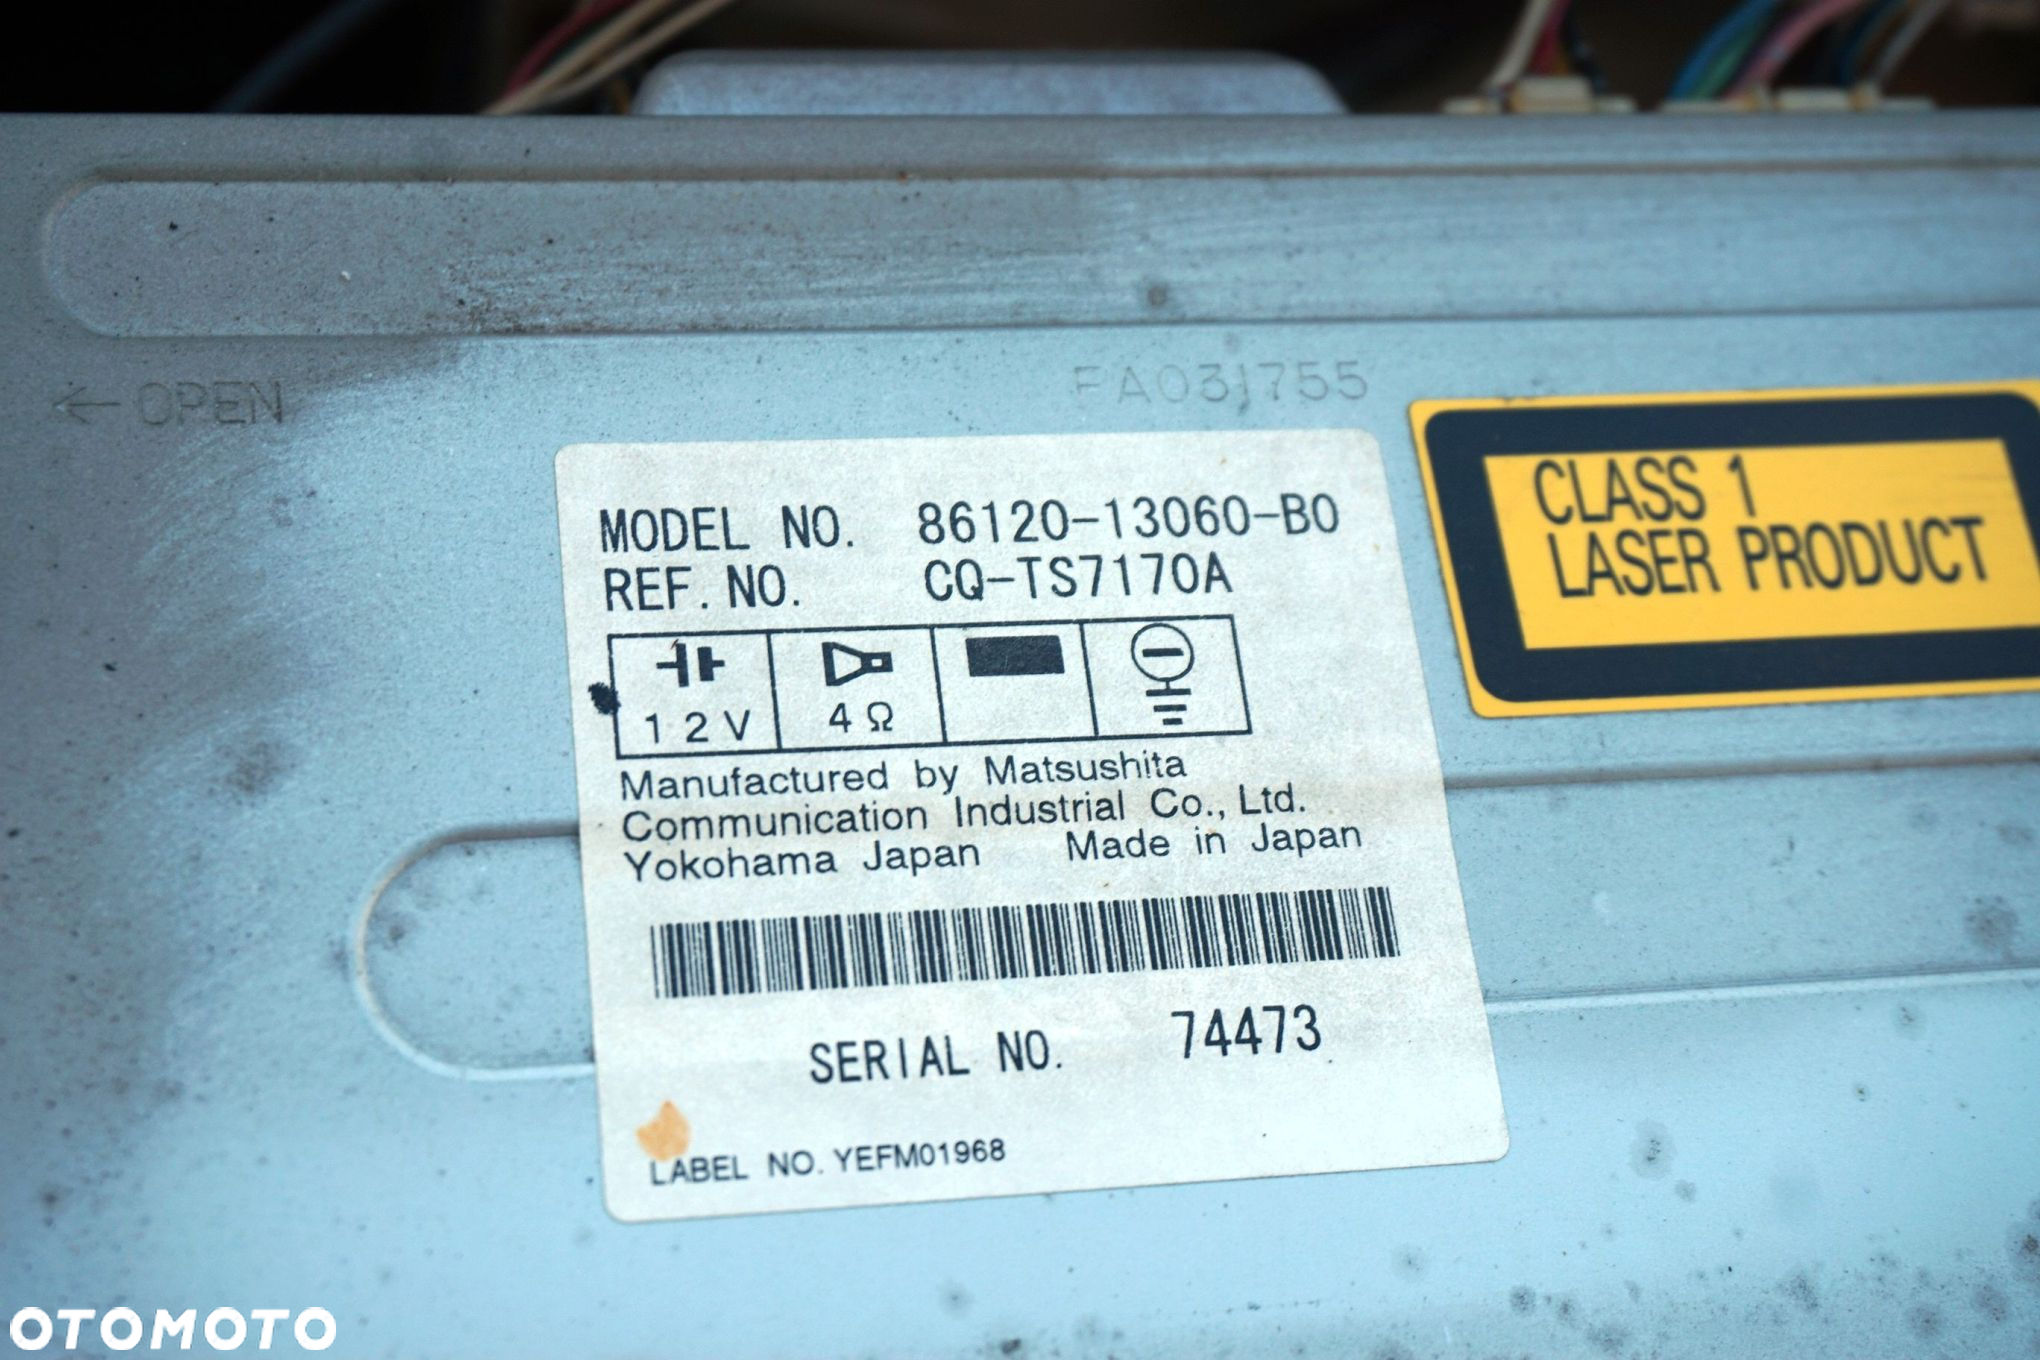 ← OPEN
FA031755
MODEL NO. 86120-13060-B0
REF. NO. CQ-TS7170A
12V
4Ω
Manufactured by Matsushita
Communication Industrial Co., Ltd.
Yokohama Japan Made in Japan
SERIAL NO. 74473
LABEL NO. YEFM01968
CLASS 1
LASER PRODUCT
OTOMOTO